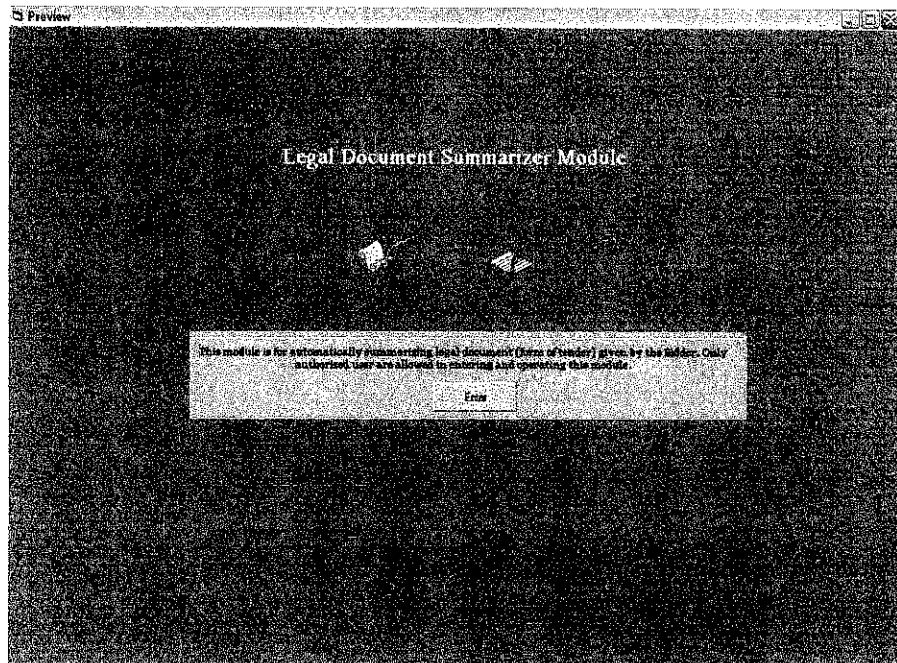 Preview
Legal Document Summarizer Module
This module is for automatically summarizing legal document (form of tender) given by the bidder. Only
authorized user are allowed in entering and operating this module.
Enter